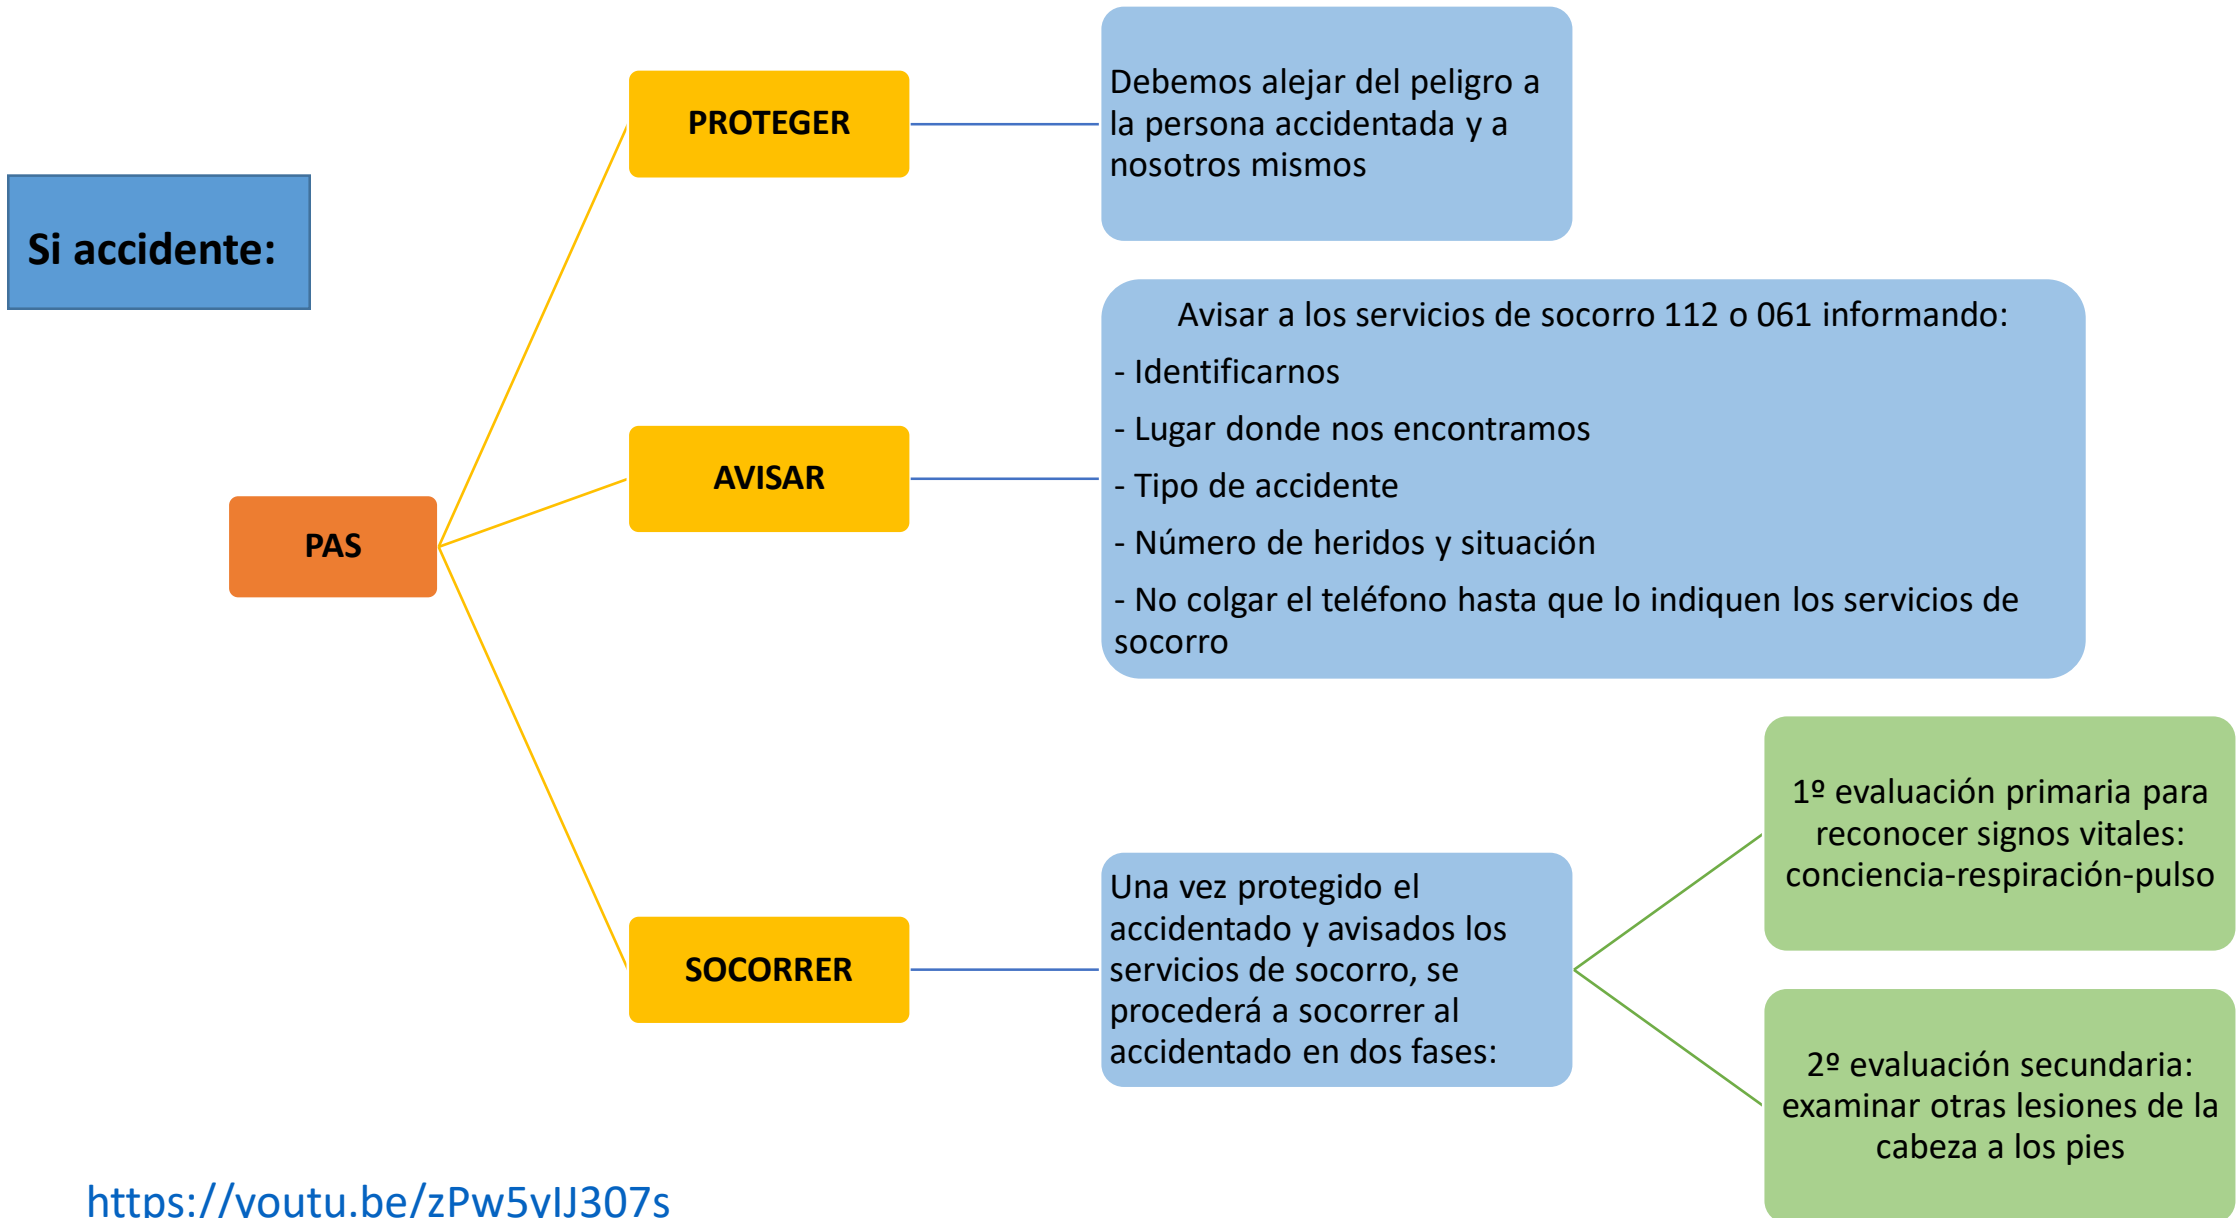 Si accidente:
PAS
PROTEGER
Debemos alejar del peligro a
la persona accidentada y a
nosotros mismos
AVISAR
Avisar a los servicios de socorro 112 o 061 informando:
- Identificarnos
- Lugar donde nos encontramos
- Tipo de accidente
- Número de heridos y situación
- No colgar el teléfono hasta que lo indiquen los servicios de
socorro
SOCORRER
Una vez protegido el
accidentado y avisados los
servicios de socorro, se
procederá a socorrer al
accidentado en dos fases:
1º evaluación primaria para
reconocer signos vitales:
conciencia-respiración-pulso
2º evaluación secundaria:
examinar otras lesiones de la
cabeza a los pies
https://youtu.be/zPw5vIJ307s